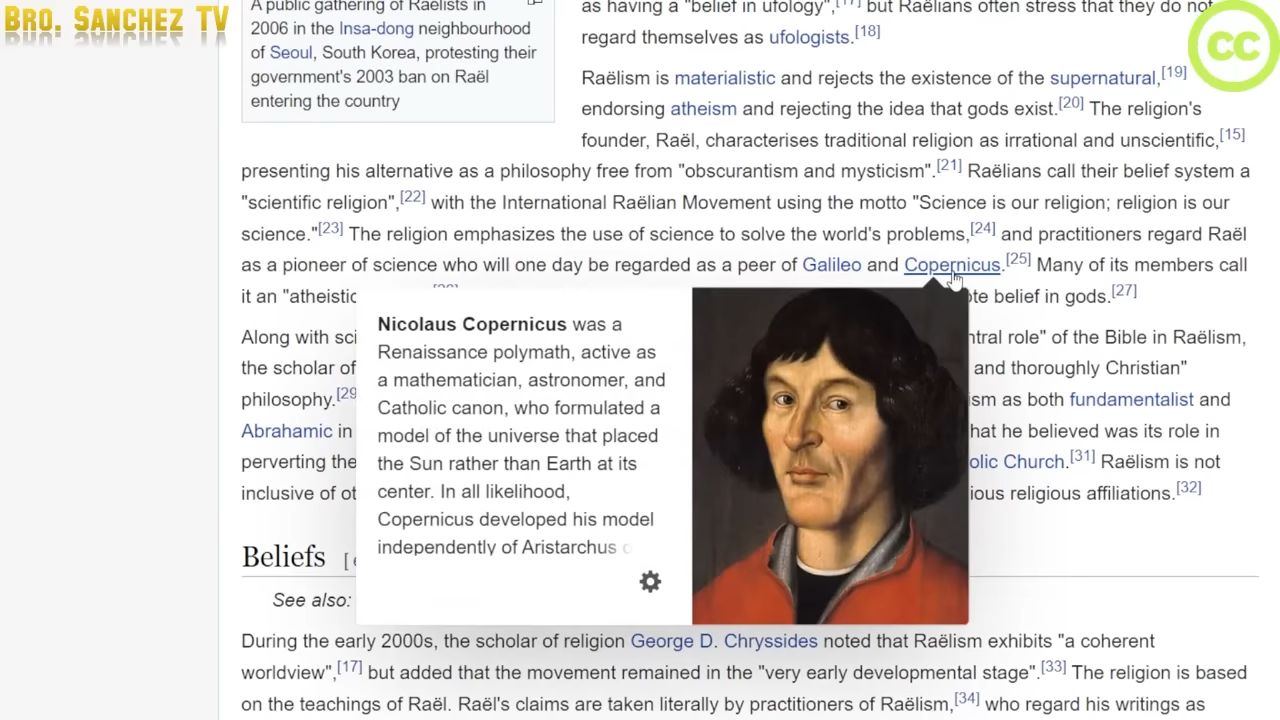 Bro. Sanchez TV
CC
A public gathering of Raelists in
2006 in the Insa-dong neighbourhood
of Seoul, South Korea, protesting their
government's 2003 ban on Raël
entering the country
as having a "belief in ufology",[17] but Raëlians often stress that they do not
regard themselves as ufologists.[18]
Raëlism is materialistic and rejects the existence of the supernatural,[19]
endorsing atheism and rejecting the idea that gods exist.[20] The religion's
founder, Raël, characterises traditional religion as irrational and unscientific,[15]
presenting his alternative as a philosophy free from "obscurantism and mysticism".[21] Raëlians call their belief system a
"scientific religion",[22] with the International Raëlian Movement using the motto "Science is our religion; religion is our
science."[23] The religion emphasizes the use of science to solve the world's problems,[24] and practitioners regard Raël
as a pioneer of science who will one day be regarded as a peer of Galileo and Copernicus.[25] Many of its members call
it an belief in gods.[27]
Along with central role" of the Bible in Raëlism,
the scholar of and thoroughly Christian"
philosophy.[29 as both fundamentalist and
Abrahamic in he believed was its role in
perverting the Church.[31] Raëlism is not
inclusive of religious affiliations.[32]
Nicolaus Copernicus was a
Renaissance polymath, active as
a mathematician, astronomer, and
Catholic canon, who formulated a
model of the universe that placed
the Sun rather than Earth at its
center. In all likelihood,
Copernicus developed his model
independently of Aristarchus
Beliefs [
See also:
During the early 2000s, the scholar of religion George D. Chryssides noted that Raëlism exhibits "a coherent
worldview",[17] but added that the movement remained in the "very early developmental stage".[33] The religion is based
on the teachings of Raël. Raël's claims are taken literally by practitioners of Raëlism,[34] who regard his writings as